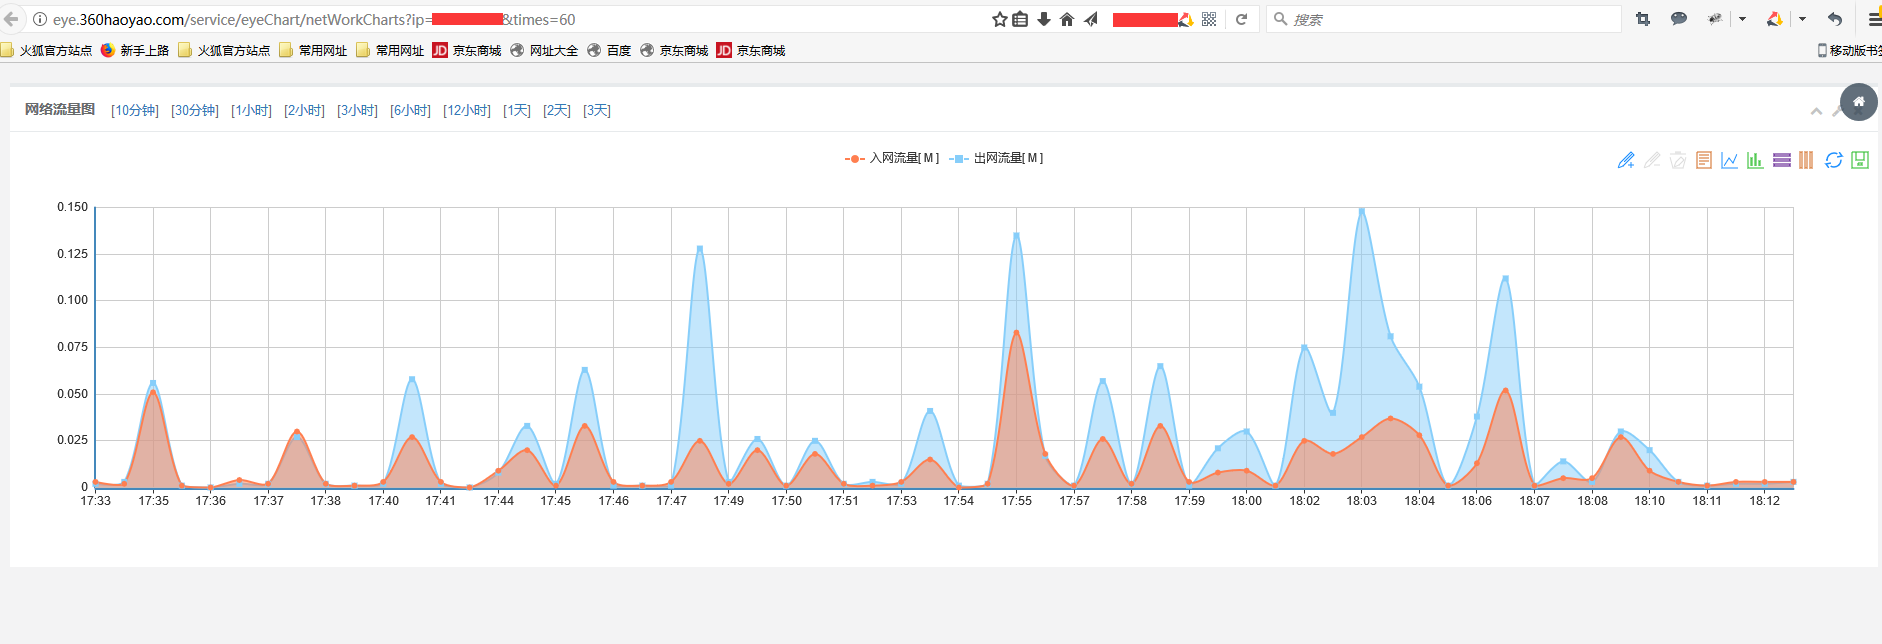 eye.360haoyao.com/service/eyeChart/netWorkCharts?ip= &times=60
搜索
火狐官方站点 新手上路 火狐官方站点 常用网址 常用网址 JD 京东商城 网址大全 百度 京东商城 JD 京东商城
移动版书签
网络流量图 [10分钟] [30分钟] [1小时] [2小时] [3小时] [6小时] [12小时] [1天] [2天] [3天]
入网流量[ M ] 出网流量[ M ]
0.150
0.125
0.100
0.075
0.050
0.025
0
17:33 17:35 17:36 17:37 17:38 17:40 17:41 17:44 17:45 17:46 17:47 17:49 17:50 17:51 17:53 17:54 17:55 17:57 17:58 17:59 18:00 18:02 18:03 18:04 18:06 18:07 18:08 18:10 18:11 18:12